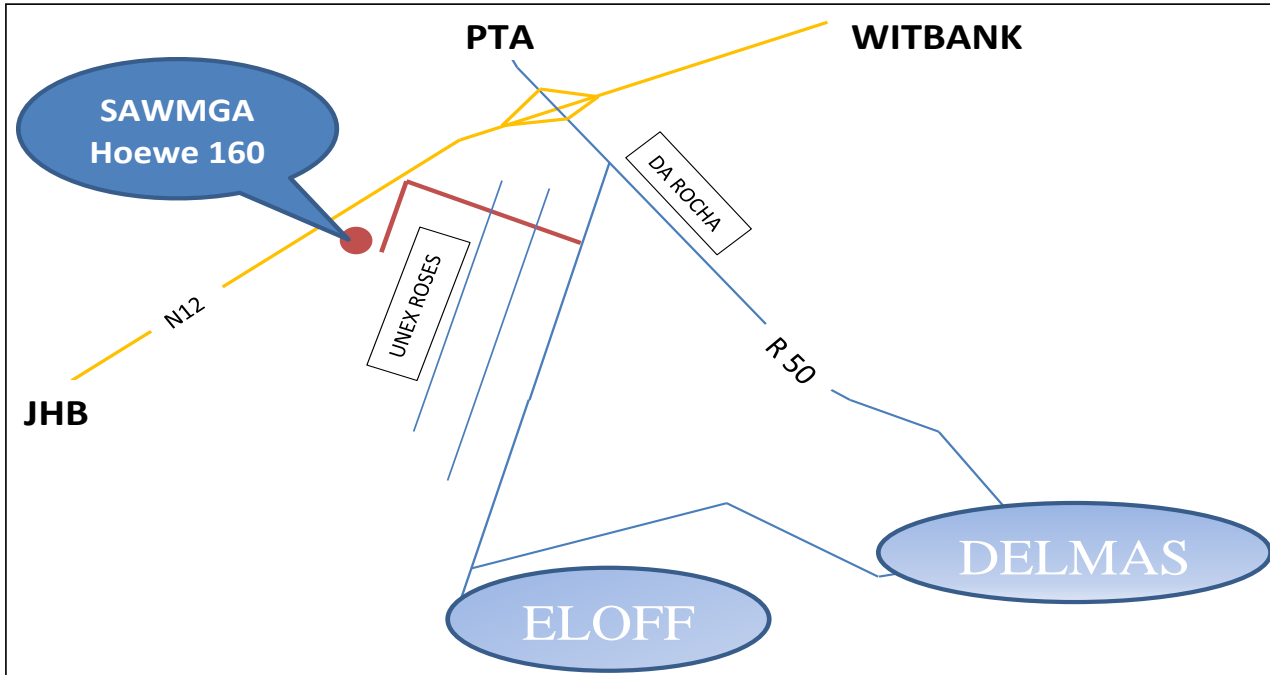 PTA
WITBANK
SAWMGA
Hoewe 160
DA ROCHA
UNEX ROSES
N12
R 50
JHB
DELMAS
ELOFF